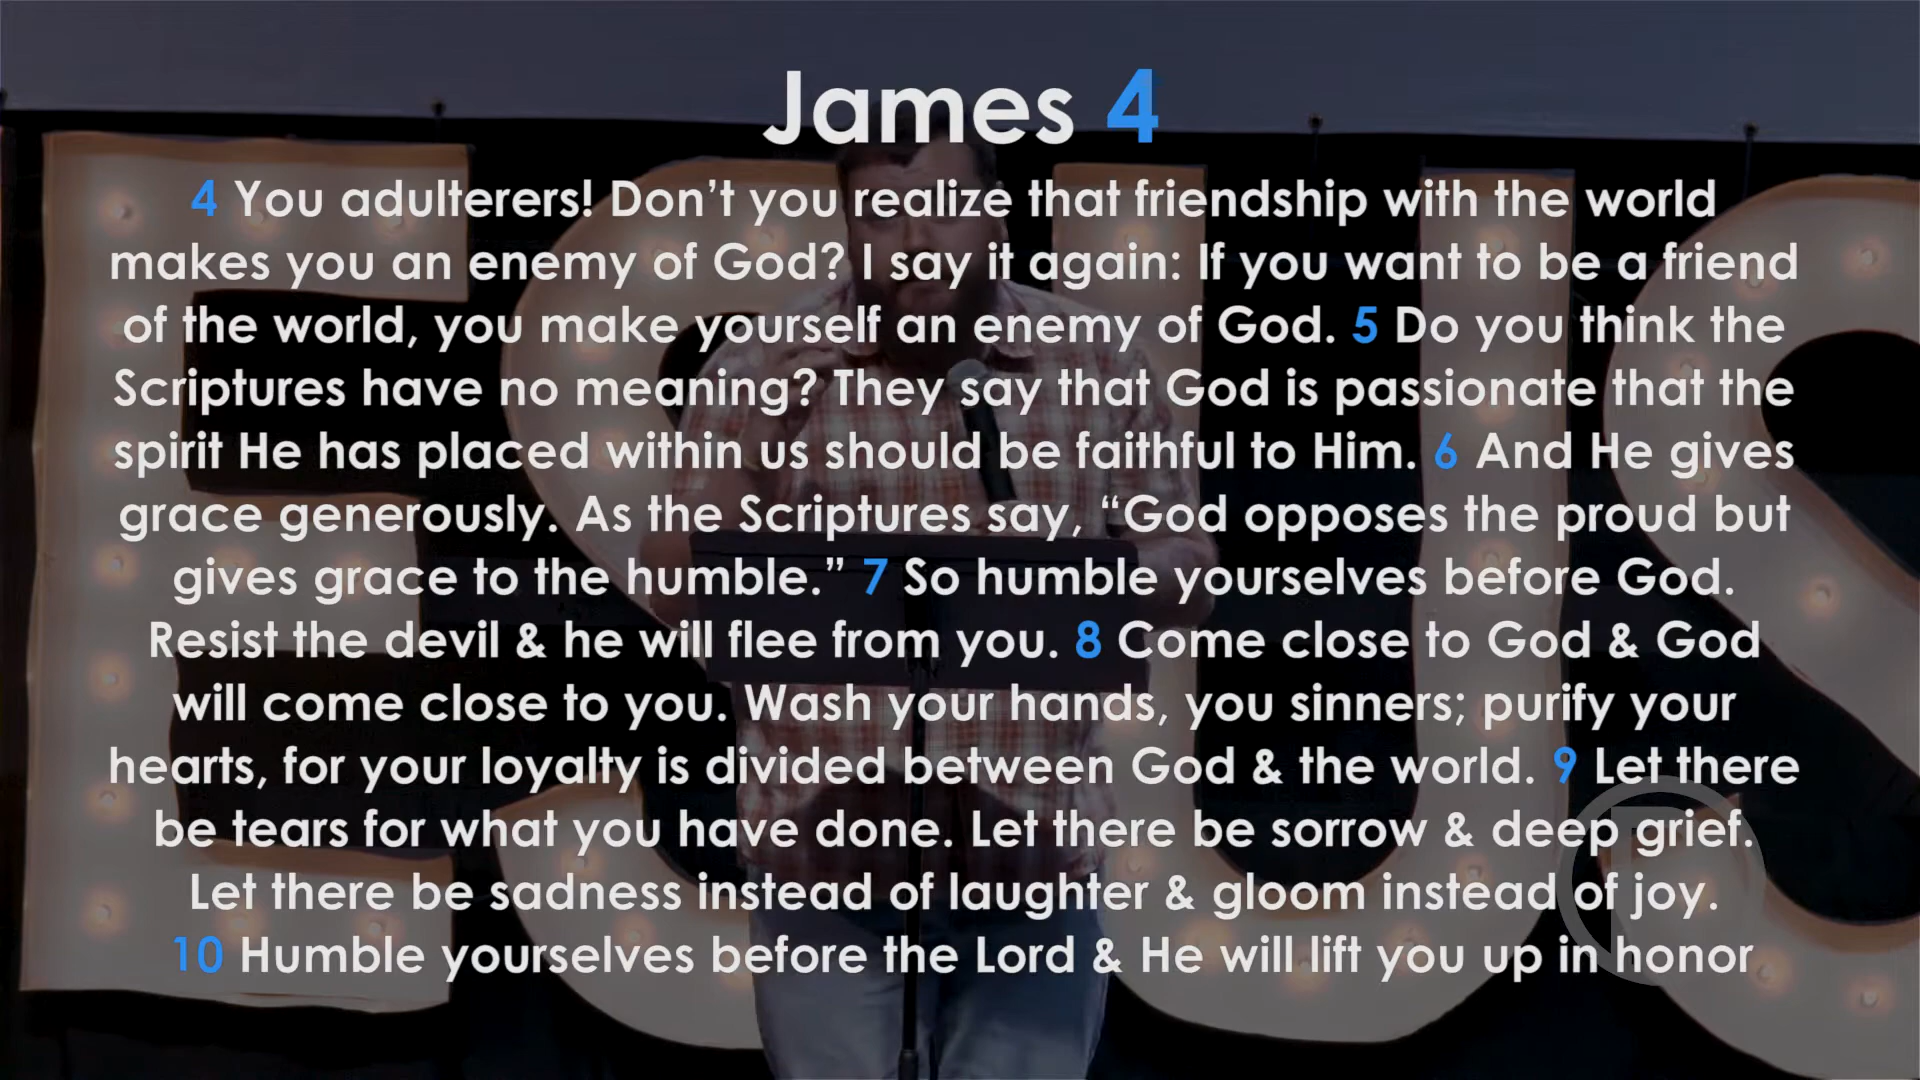 James 4
4 You adulterers! Don’t you realize that friendship with the world
makes you an enemy of God? I say it again: If you want to be a friend
of the world, you make yourself an enemy of God. 5 Do you think the
Scriptures have no meaning? They say that God is passionate that the
spirit He has placed within us should be faithful to Him. 6 And He gives
grace generously. As the Scriptures say, “God opposes the proud but
gives grace to the humble.” 7 So humble yourselves before God.
Resist the devil & he will flee from you. 8 Come close to God & God
will come close to you. Wash your hands, you sinners; purify your
hearts, for your loyalty is divided between God & the world. 9 Let there
be tears for what you have done. Let there be sorrow & deep grief.
Let there be sadness instead of laughter & gloom instead of joy.
10 Humble yourselves before the Lord & He will lift you up in honor
ESUS